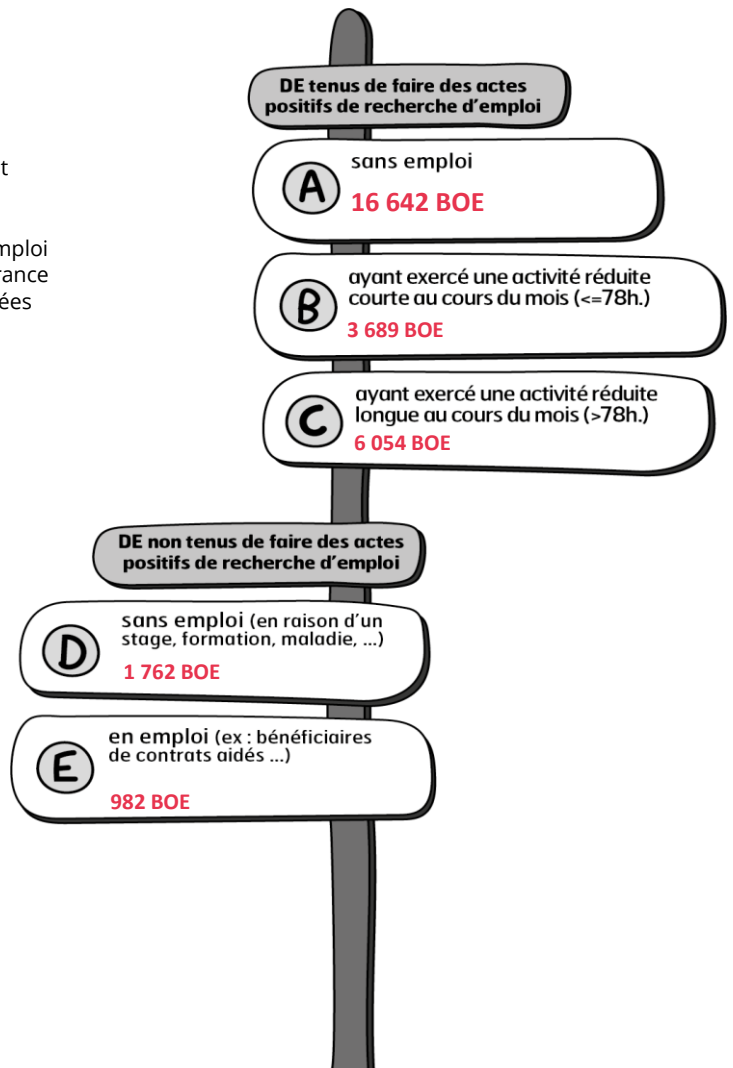 DE tenus de faire des actes
positifs de recherche d'emploi
t
A
sans emploi
16 642 BOE
mploi
rance
ées
B
ayant exercé une activité réduite
courte au cours du mois (<=78h.)
3 689 BOE
C
ayant exercé une activité réduite
longue au cours du mois (>78h.)
6 054 BOE
DE non tenus de faire des actes
positifs de recherche d'emploi
D
sans emploi (en raison d'un
stage, formation, maladie, ...)
1 762 BOE
E
en emploi (ex : bénéficiaires
de contrats aidés ...)
982 BOE